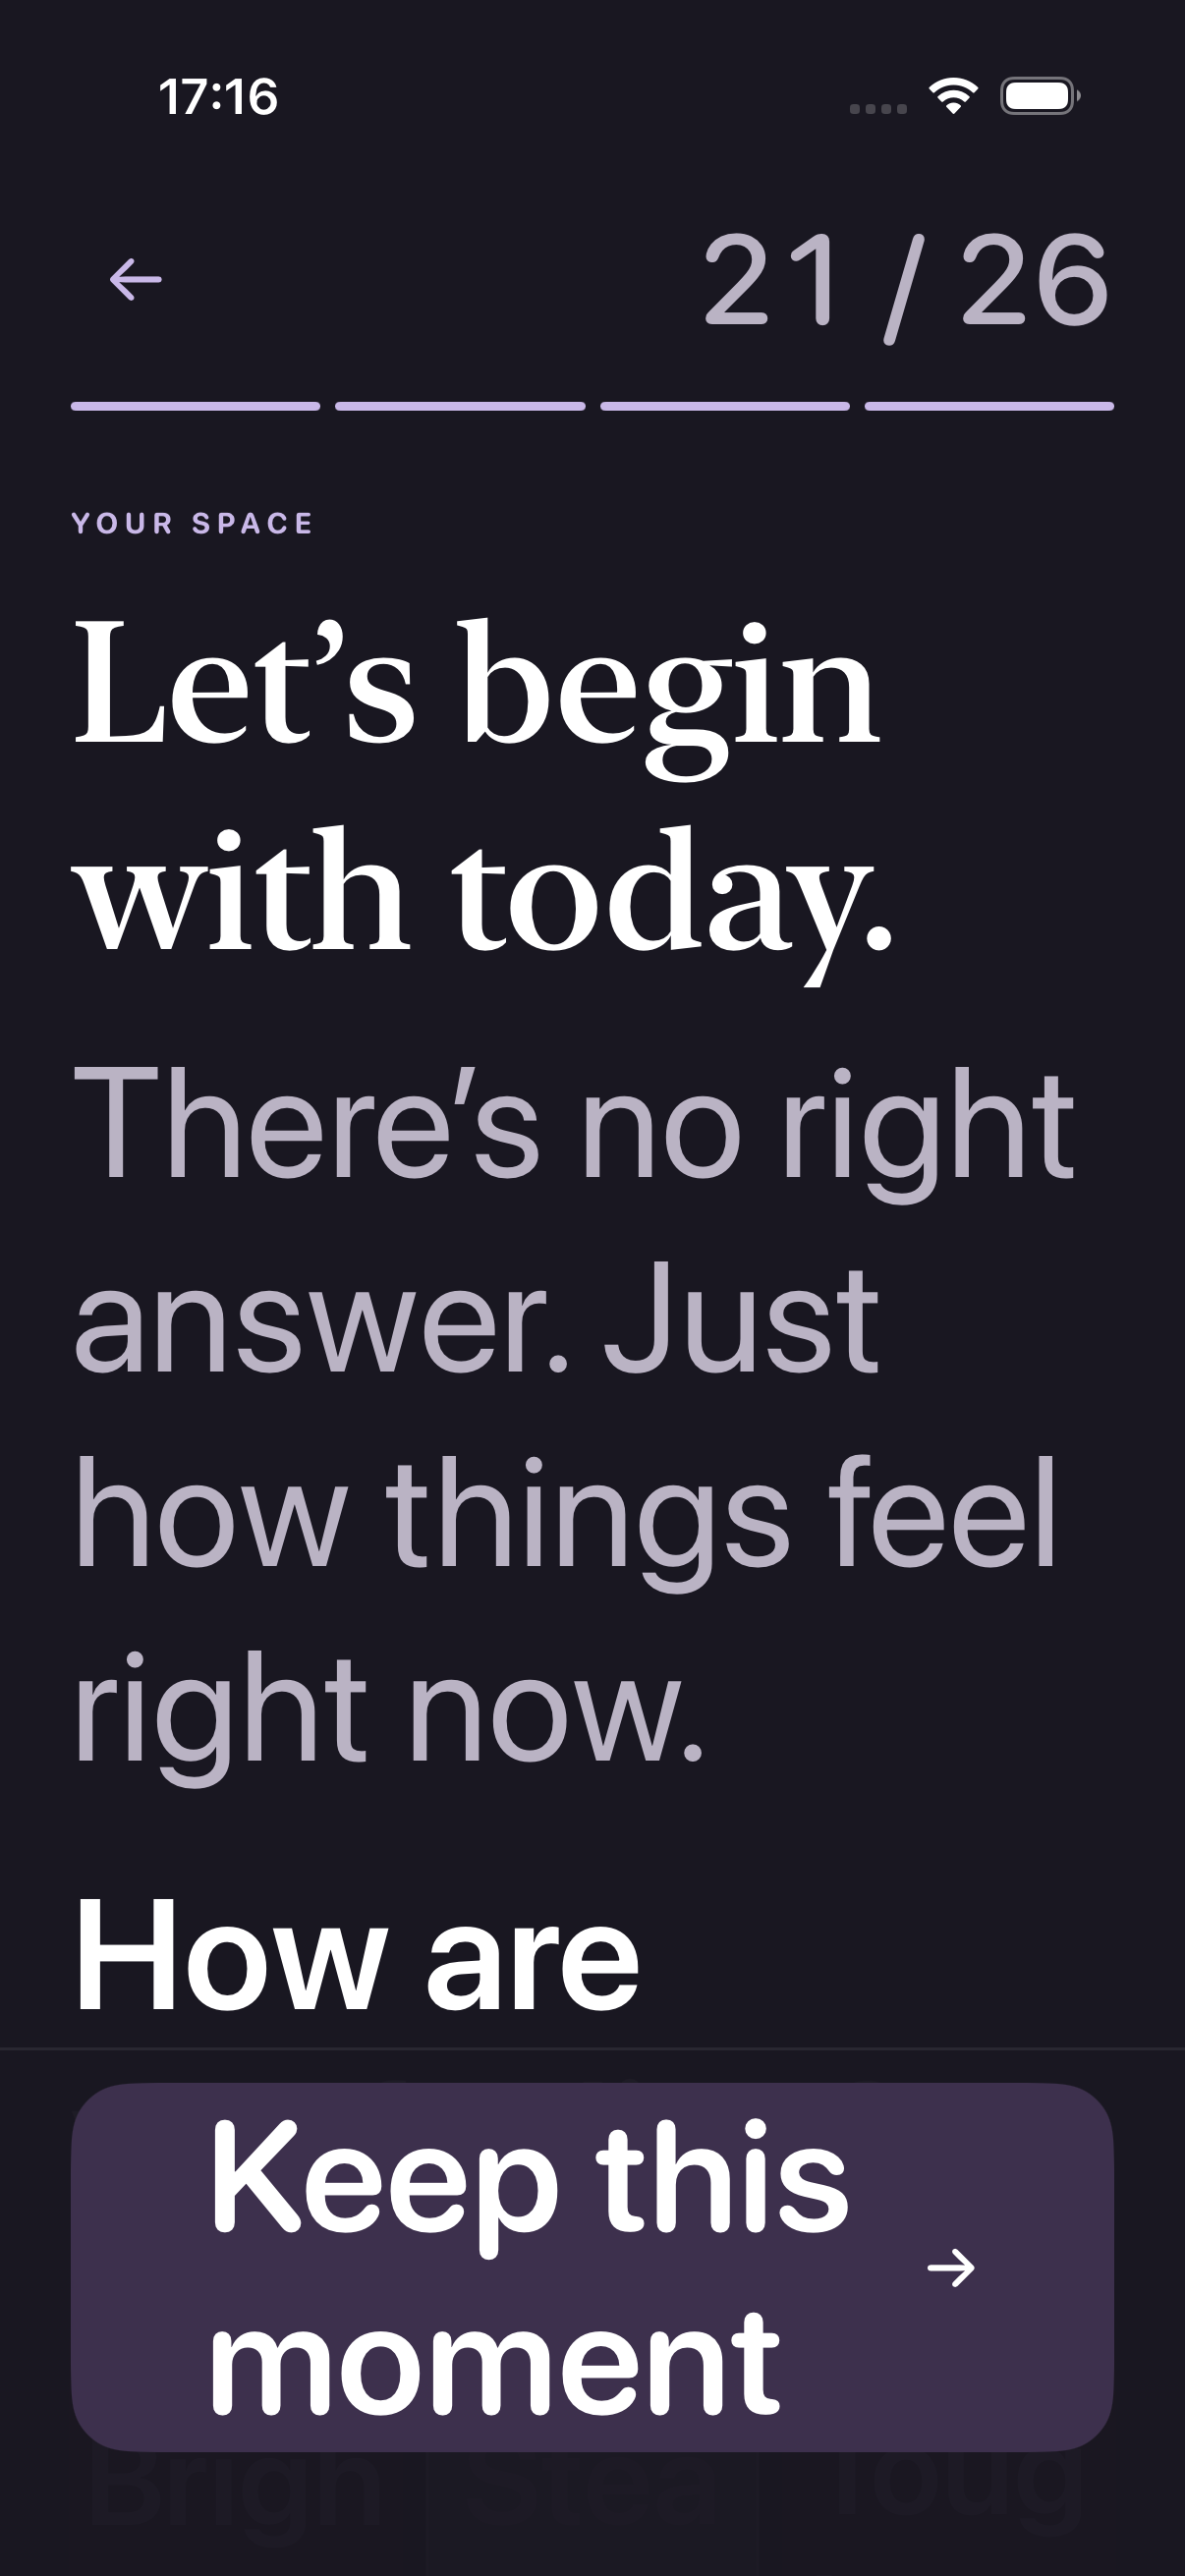 17:16
21 / 26
YOUR SPACE
Let’s begin
with today.
There’s no right
answer. Just
how things feel
right now.
How are
Keep this
moment